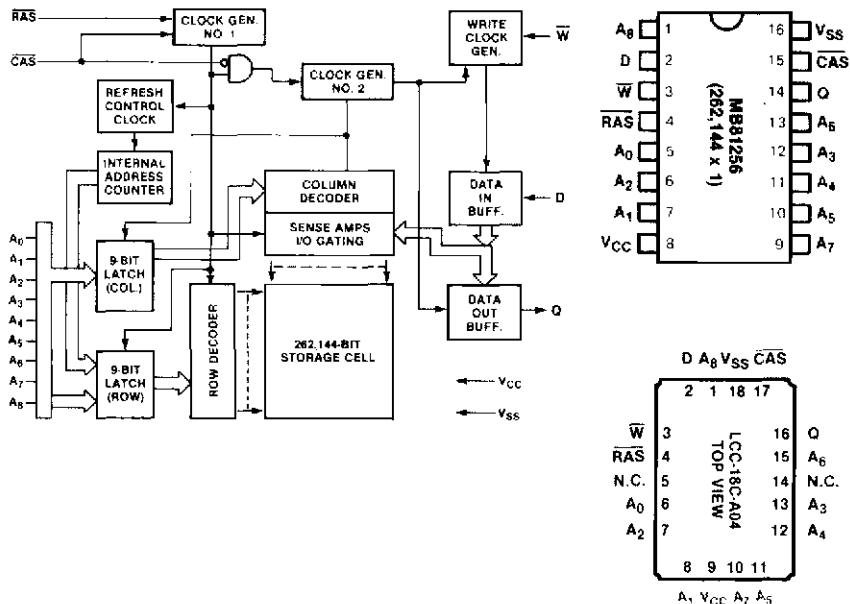 R̅A̅S̅
C̅A̅S̅
CLOCK GEN.
NO. 1
CLOCK GEN.
NO. 2
WRITE
CLOCK
GEN.
W̅
REFRESH
CONTROL
CLOCK
INTERNAL
ADDRESS
COUNTER
COLUMN
DECODER
SENSE AMPS
I/O GATING
DATA
IN
BUFF.
D
A₀
A₁
A₂
A₃
A₄
A₅
A₆
A₇
A₈
9-BIT
LATCH
(COL.)
9-BIT
LATCH
(ROW)
ROW DECODER
262,144-BIT
STORAGE CELL
DATA
OUT
BUFF.
Q
VCC
VSS
A₈ 1 16 VSS
D 2 15 C̅A̅S̅
W̅ 3 14 Q
R̅A̅S̅ 4 13 A₆
A₀ 5 12 A₃
A₂ 6 11 A₄
A₁ 7 10 A₅
VCC 8 9 A₇
MB81256
(262,144 x 1)
D A₈ VSS C̅A̅S̅
2 1 18 17
W̅ 3 16 Q
R̅A̅S̅ 4 15 A₆
N.C. 5 14 N.C.
A₀ 6 13 A₃
A₂ 7 12 A₄
LCC-18C-A04
TOP VIEW
8 9 10 11
A₁ VCC A₇ A₅